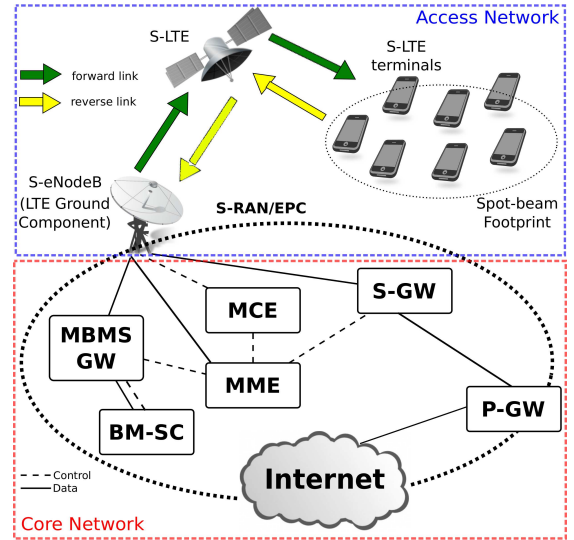 Access Network
S-LTE
S-LTE
terminals
forward link
reverse link
S-eNodeB
(LTE Ground
Component)
S-RAN/EPC
Spot-beam
Footprint
MCE
S-GW
MBMS
GW
MME
BM-SC
P-GW
Internet
Control
Data
Core Network